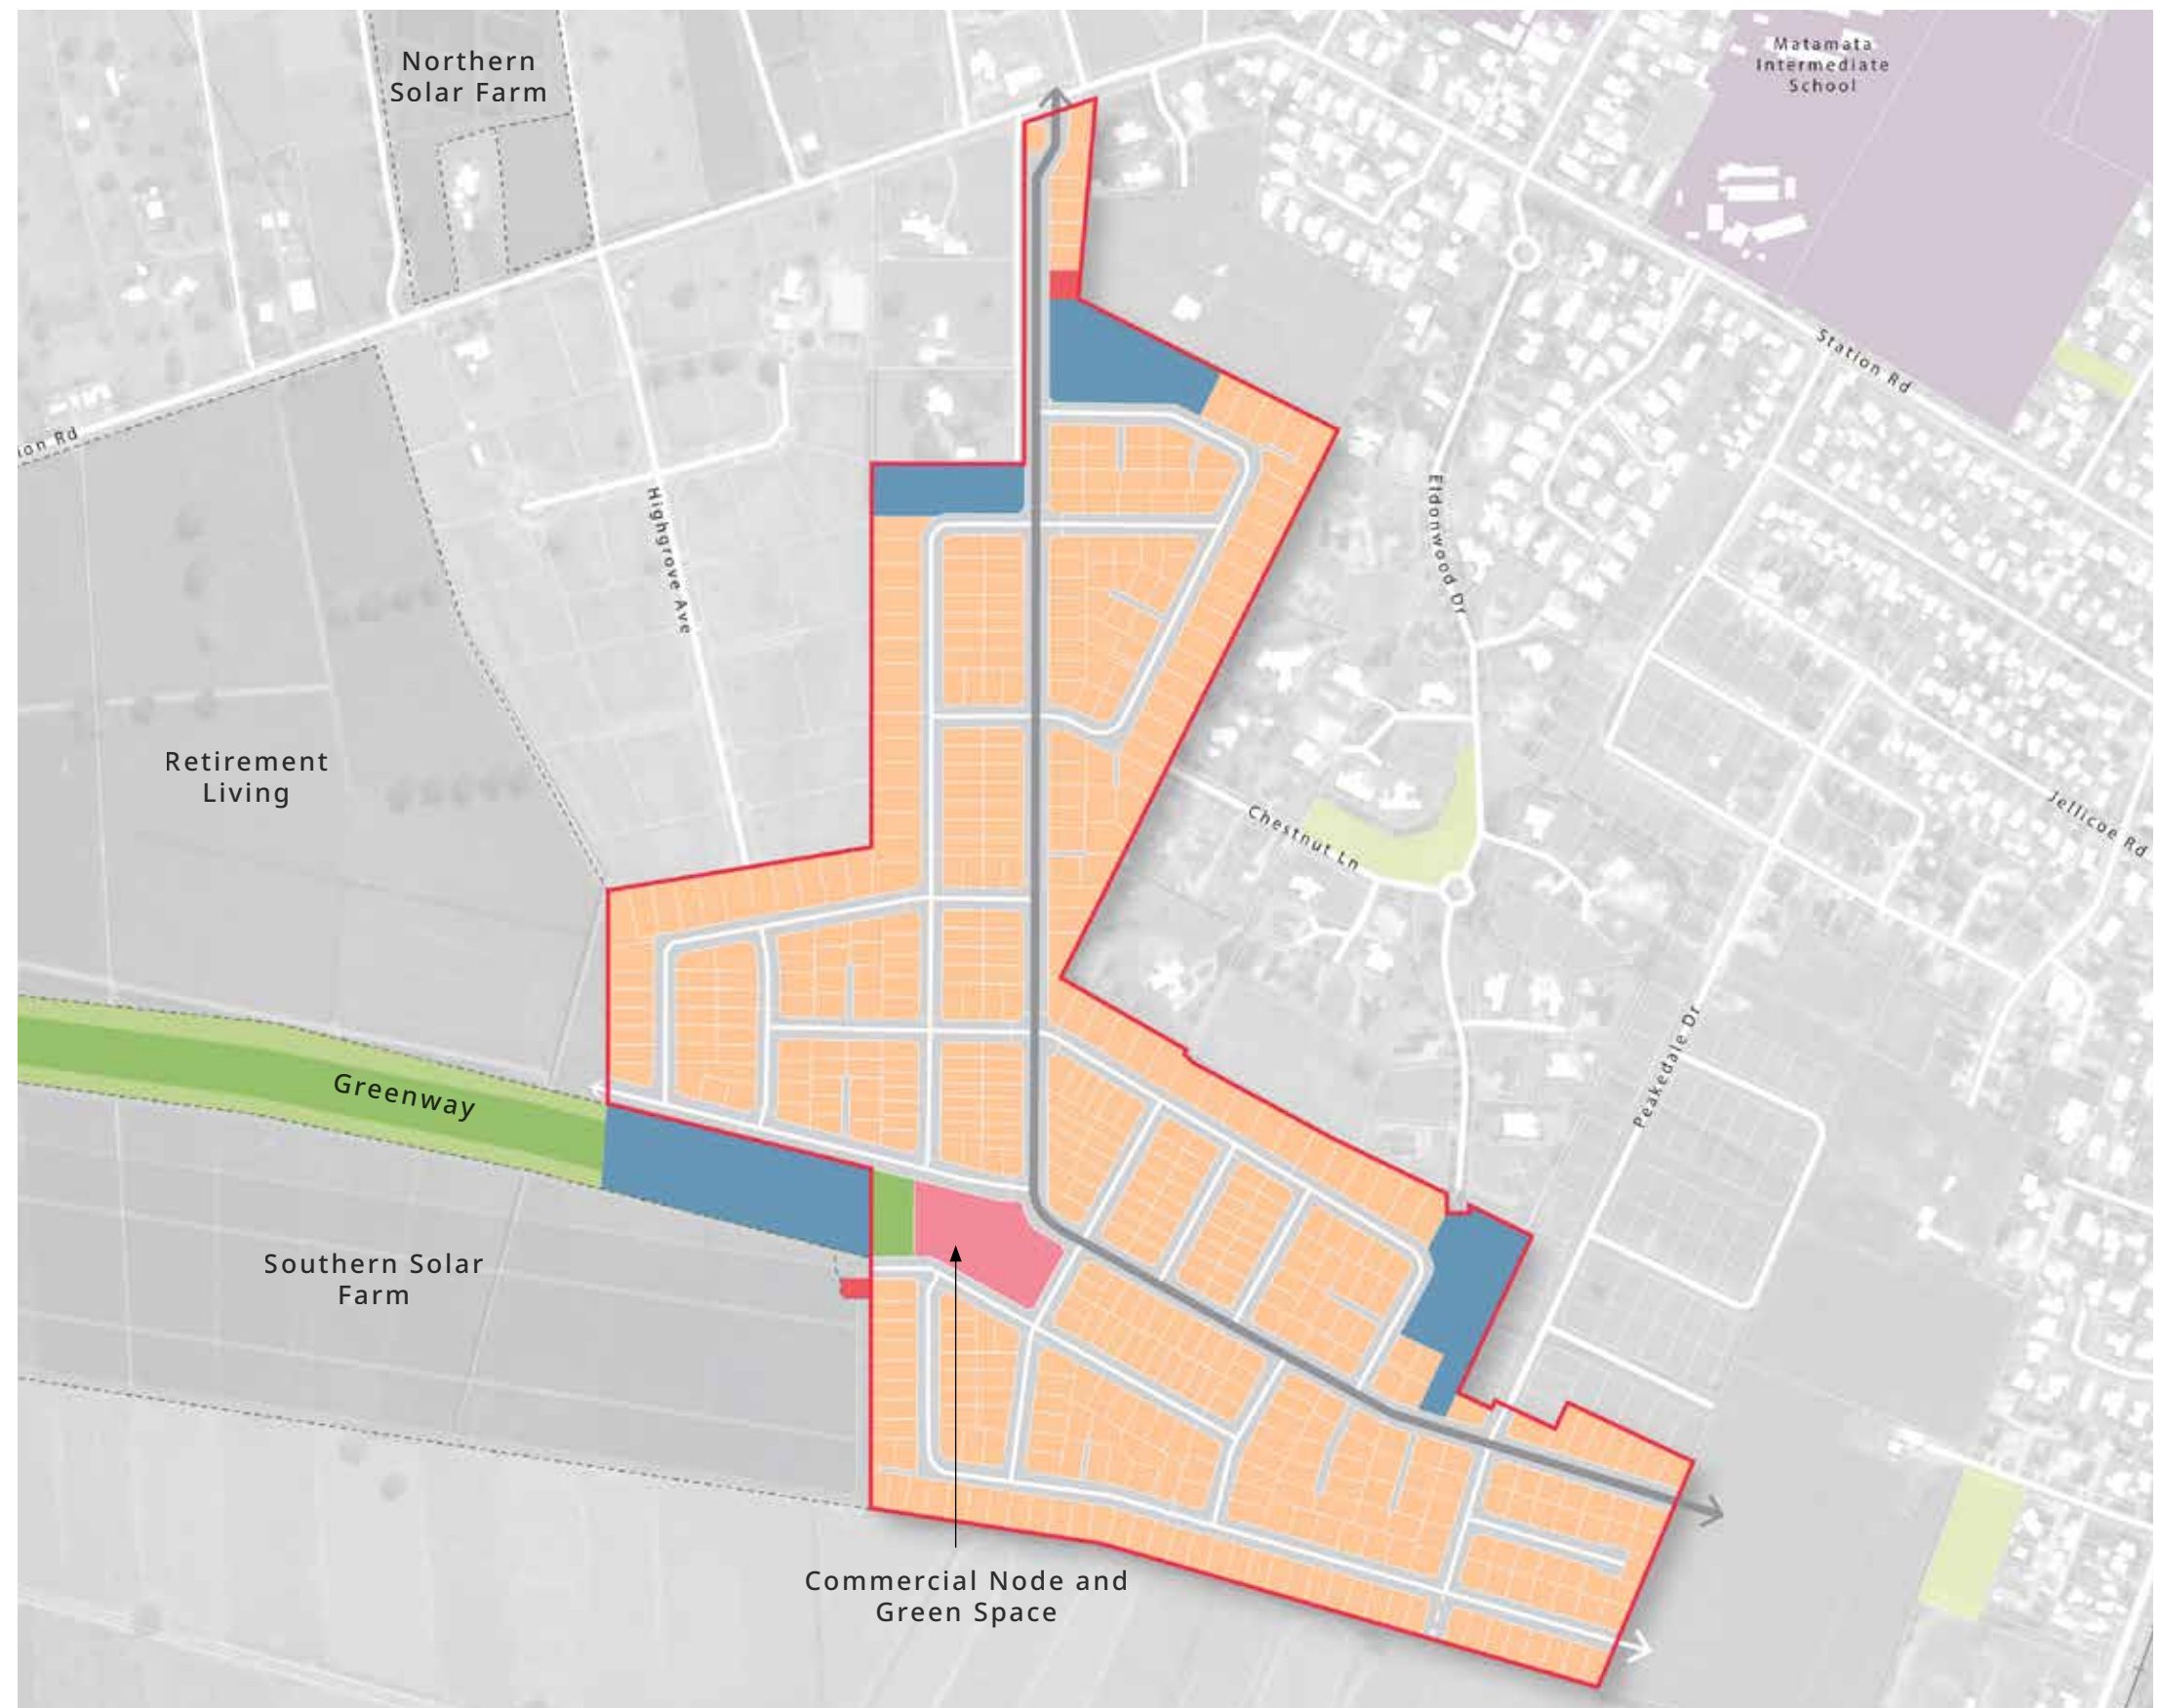 Northern
Solar Farm
Matamata
Intermediate
School
Station Rd
ion Rd
Highgrove Ave
Eldonwood Dr
Retirement
Living
Chestnut Ln
Jellicoe Rd
Peakedale Dr
Greenway
Southern Solar
Farm
Commercial Node and
Green Space